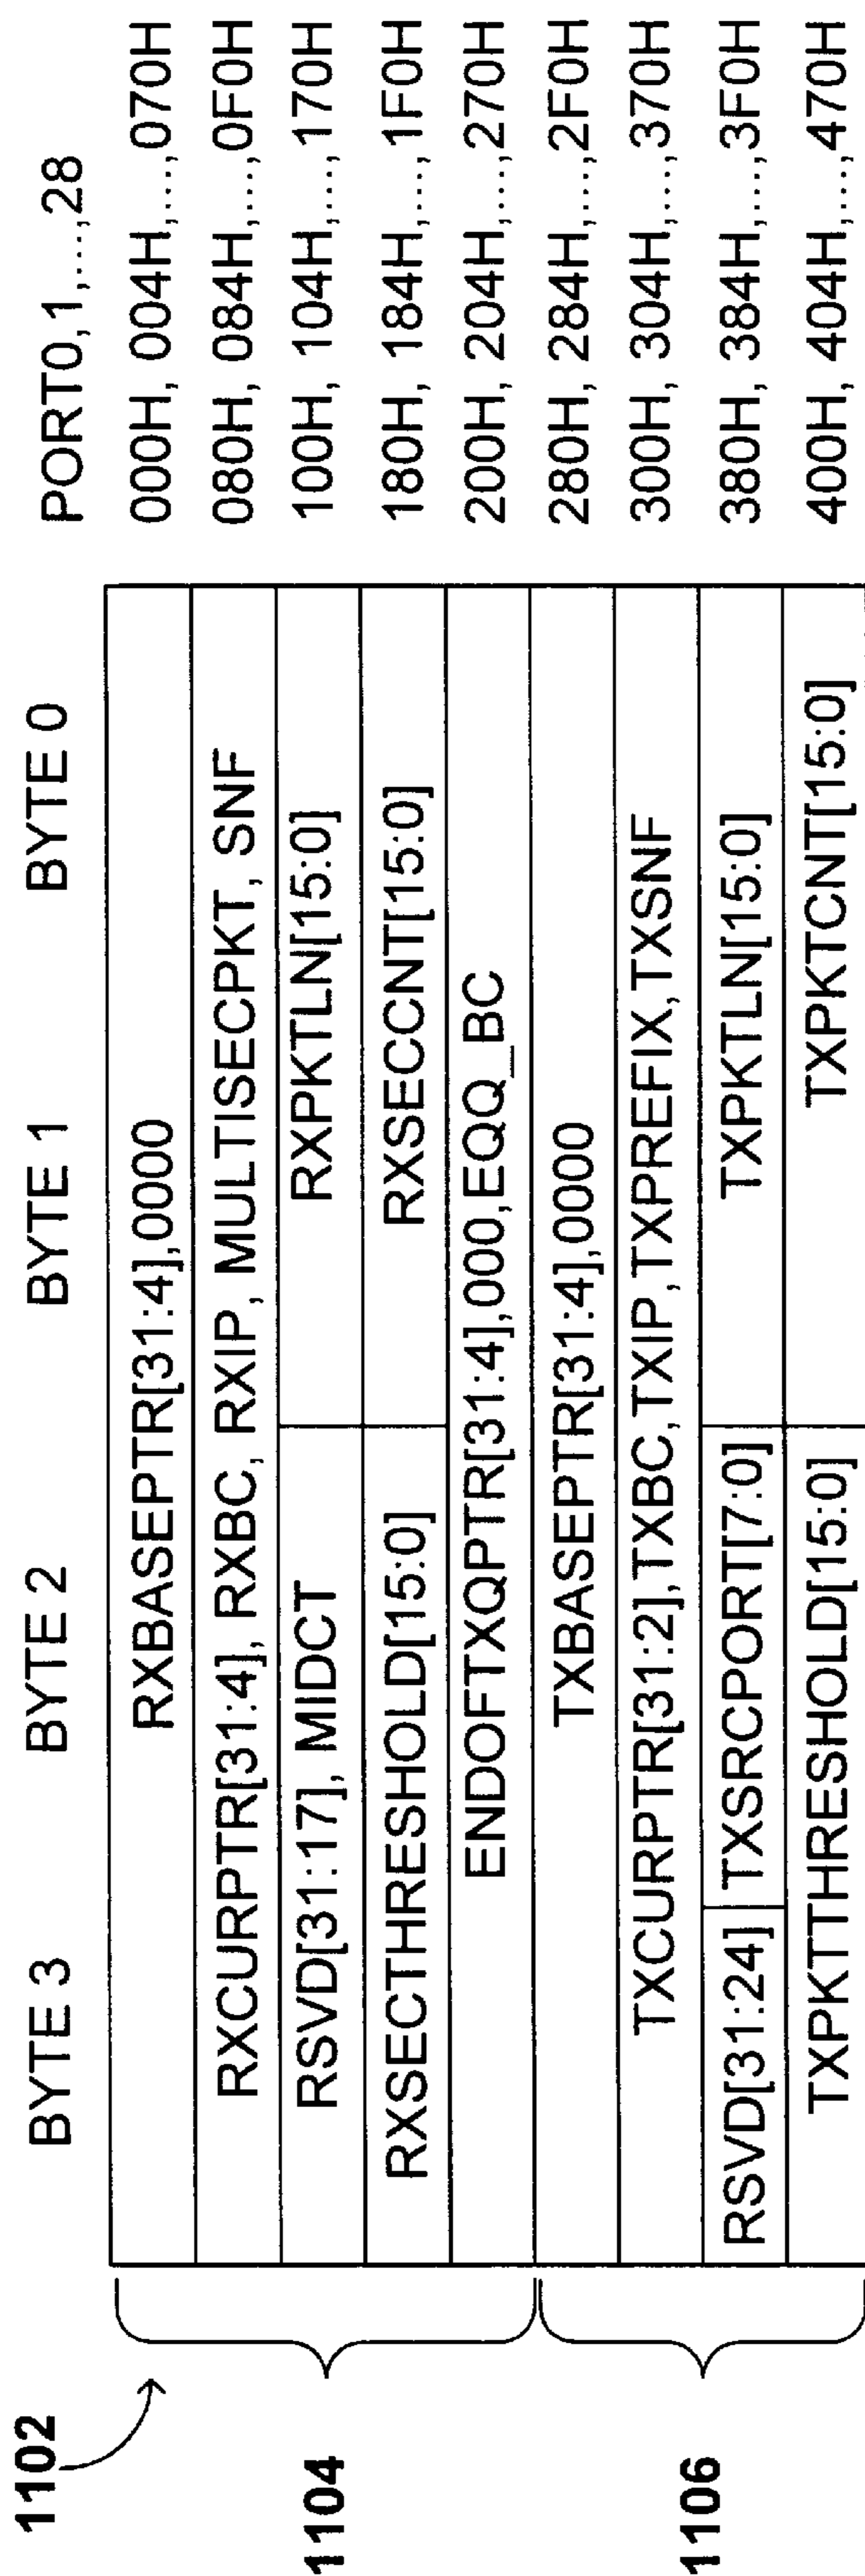 1102
BYTE 3 BYTE 2 BYTE 1 BYTE 0 PORT0,1,...,28
RXBASEPTR[31:4],0000 000H, 004H,...,070H
RXCURPTR[31:4], RXBC, RXIP, MULTISECPKT, SNF 080H, 084H,...,0F0H
RSVD[31:17], MIDCT RXPKTLN[15:0] 100H, 104H,...,170H
1104
RXSECTHRESHOLD[15:0] RXSECCNT[15:0] 180H, 184H,...,1F0H
ENDOFTXQPTR[31:4],000,EQQ_BC 200H, 204H,...,270H
TXBASEPTR[31:4],0000 280H, 284H,...,2F0H
TXCURPTR[31:2],TXBC,TXIP,TXPREFIX,TXSNF 300H, 304H,...,370H
1106
RSVD[31:24] TXSRCPORT[7:0] TXPKTLN[15:0] 380H, 384H,...,3F0H
TXPKTTHRESHOLD[15:0] TXPKTCNT[15:0] 400H, 404H,...,470H